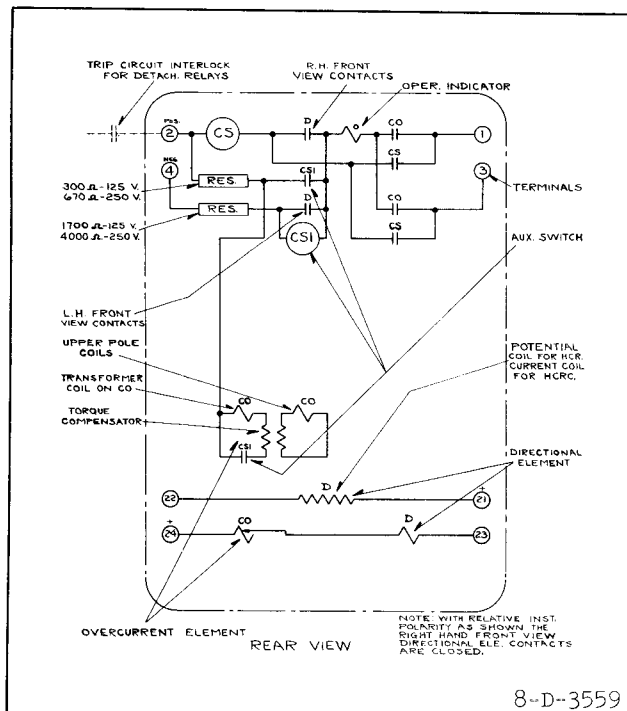 TRIP CIRCUIT INTERLOCK
FOR DETACH. RELAYS
R.H. FRONT
VIEW CONTACTS
OPER. INDICATOR
POS.
2
CS
D
CO
1
CS
NEG
4
3
300 Ω-125 V.
670 Ω-250 V.
RES.
CS1
CO
TERMINALS
1700 Ω-125 V.
4000 Ω-250 V.
RES.
D
CS
CS1
AUX. SWITCH
L.H. FRONT
VIEW CONTACTS
UPPER POLE
COILS
TRANSFORMER
COIL ON CO
TORQUE
COMPENSATOR
CO
CO
CS1
POTENTIAL
COIL FOR HCR.
CURRENT COIL
FOR HCRC.
DIRECTIONAL
ELEMENT
22
D
+
21
+
24
CO
D
23
OVERCURRENT ELEMENT
REAR VIEW
NOTE: WITH RELATIVE INST.
POLARITY AS SHOWN THE
RIGHT HAND FRONT VIEW
DIRECTIONAL ELE. CONTACTS
ARE CLOSED.
8-D-3559